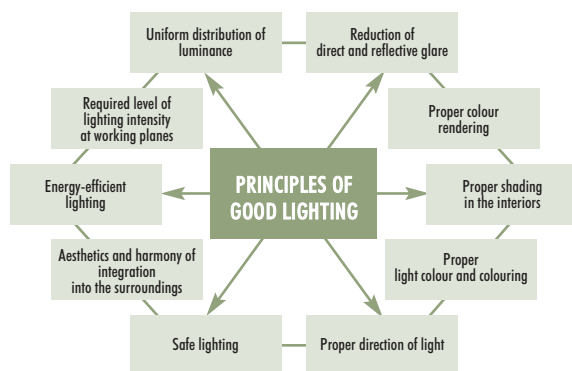 Uniform distribution of
luminance
Reduction of
direct and reflective glare
Required level of
lighting intensity
at working planes
Proper colour
rendering
Energy-efficient
lighting
PRINCIPLES OF
GOOD LIGHTING
Proper shading
in the interiors
Aesthetics and harmony of
integration
into the surroundings
Proper
light colour and colouring
Safe lighting
Proper direction of light